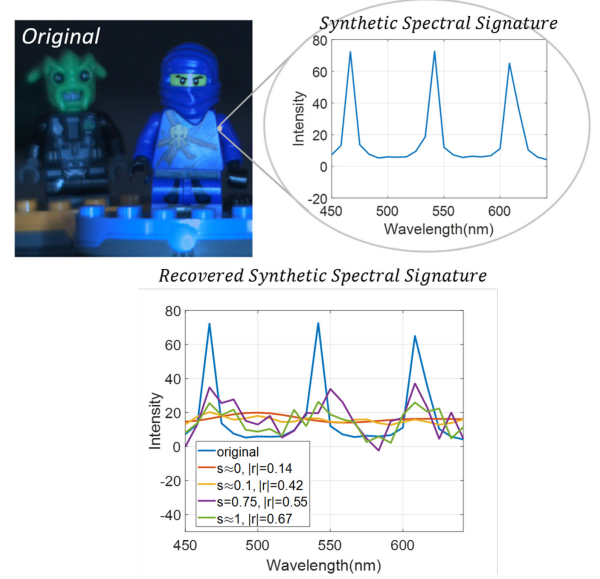 Original
Synthetic Spectral Signature
80
60
40
20
0
-20
Intensity
450 500 550 600
Wavelength(nm)
Recovered Synthetic Spectral Signature
80
60
40
20
0
-20
-40
Intensity
original
s≈0, |r|=0.14
s≈0.1, |r|=0.42
s=0.75, |r|=0.55
s≈1, |r|=0.67
450 500 550 600
Wavelength(nm)